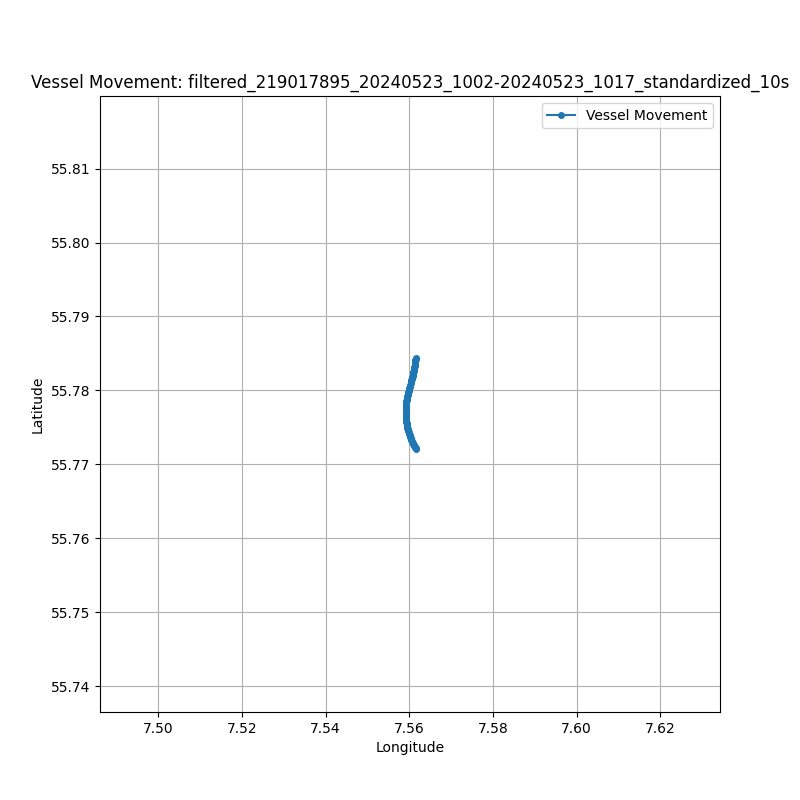 Vessel Movement: filtered_219017895_20240523_1002-20240523_1017_standardized_10s
Vessel Movement
55.81
55.80
55.79
55.78
55.77
55.76
55.75
55.74
Latitude
7.50 7.52 7.54 7.56 7.58 7.60 7.62
Longitude